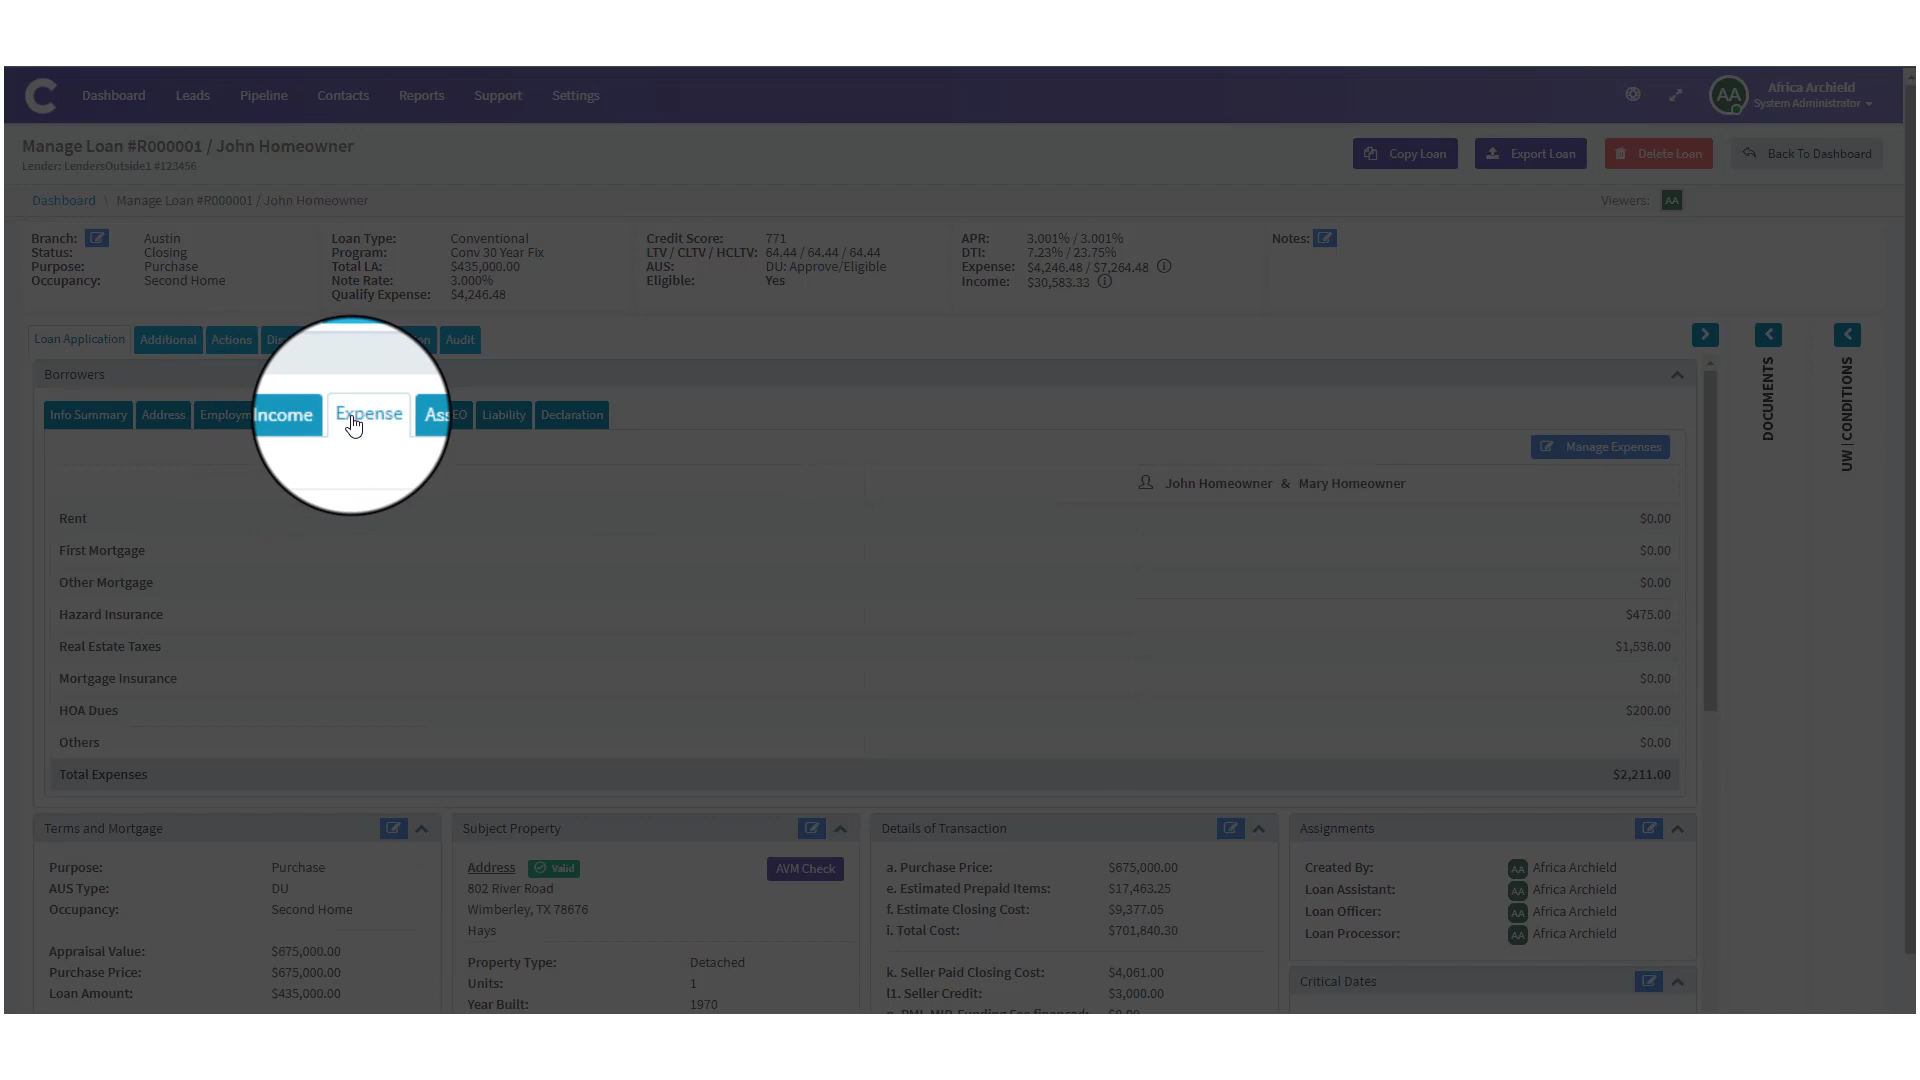 C Dashboard Leads Pipeline Contacts Reports Support Settings AA Africa Archield
System Administrator
Manage Loan #R000001 / John Homeowner Copy Loan Export Loan Delete Loan Back To Dashboard
Lender: LendersOutside1 #123456
Dashboard \ Manage Loan #R000001 / John Homeowner Viewers: AA
Branch: Austin Loan Type: Conventional Credit Score: 771 APR: 3.001% / 3.001% Notes:
Status: Closing Program: Conv 30 Year Fix LTV / CLTV / HCLTV: 64.44 / 64.44 / 64.44 DTI: 7.23% / 23.75%
Purpose: Purchase Total LA: $435,000.00 AUS: DU: Approve/Eligible Expense: $4,246.48 / $7,264.48
Occupancy: Second Home Note Rate: 3.000% Eligible: Yes Income: $30,583.33
Qualify Expense: $4,246.48
Loan Application Additional Actions Dis on Audit
Borrowers
Info Summary Address Employm Income Expense Ass EO Liability Declaration
Manage Expenses
John Homeowner & Mary Homeowner
Rent $0.00
First Mortgage $0.00
Other Mortgage $0.00
Hazard Insurance $475.00
Real Estate Taxes $1,536.00
Mortgage Insurance $0.00
HOA Dues $200.00
Others $0.00
Total Expenses $2,211.00
DOCUMENTS
UW | CONDITIONS
Terms and Mortgage
Purpose: Purchase
AUS Type: DU
Occupancy: Second Home
Appraisal Value: $675,000.00
Purchase Price: $675,000.00
Loan Amount: $435,000.00
Subject Property
Address Valid AVM Check
802 River Road
Wimberley, TX 78676
Hays
Property Type: Detached
Units: 1
Year Built: 1970
Details of Transaction
a. Purchase Price: $675,000.00
e. Estimated Prepaid Items: $17,463.25
f. Estimate Closing Cost: $9,377.05
i. Total Cost: $701,840.30
k. Seller Paid Closing Cost: $4,061.00
l1. Seller Credit: $3,000.00
Assignments
Created By: AA Africa Archield
Loan Assistant: AA Africa Archield
Loan Officer: AA Africa Archield
Loan Processor: AA Africa Archield
Critical Dates